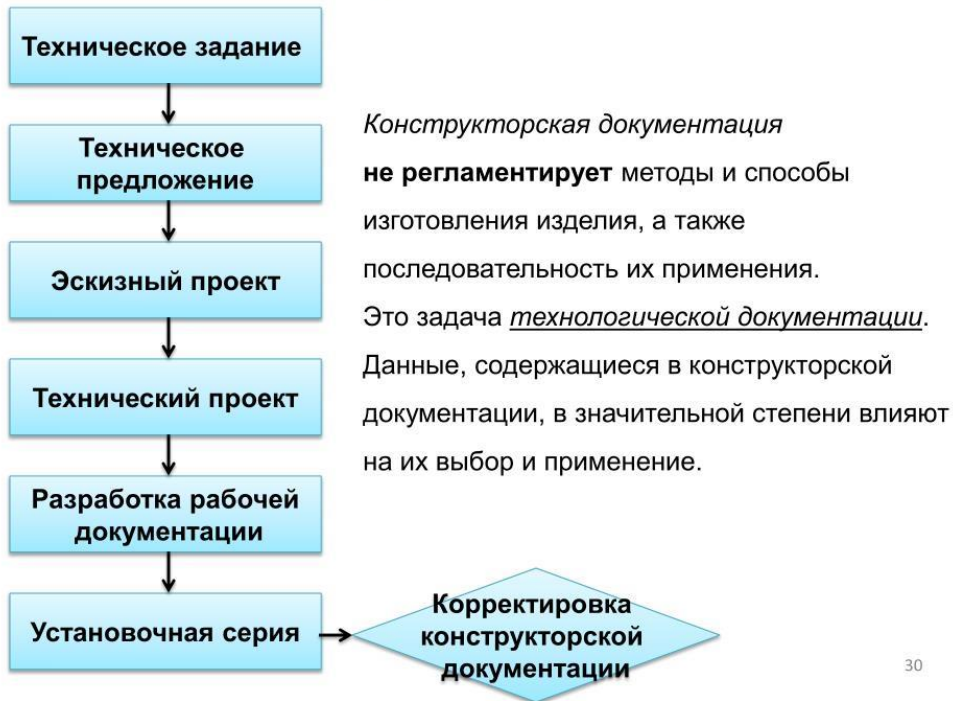 Техническое задание
Техническое
предложение
Эскизный проект
Технический проект
Разработка рабочей
документации
Установочная серия
Корректировка
конструкторской
документации
Конструкторская документация
не регламентирует методы и способы
изготовления изделия, а также
последовательность их применения.
Это задача технологической документации.
Данные, содержащиеся в конструкторской
документации, в значительной степени влияют
на их выбор и применение.
30